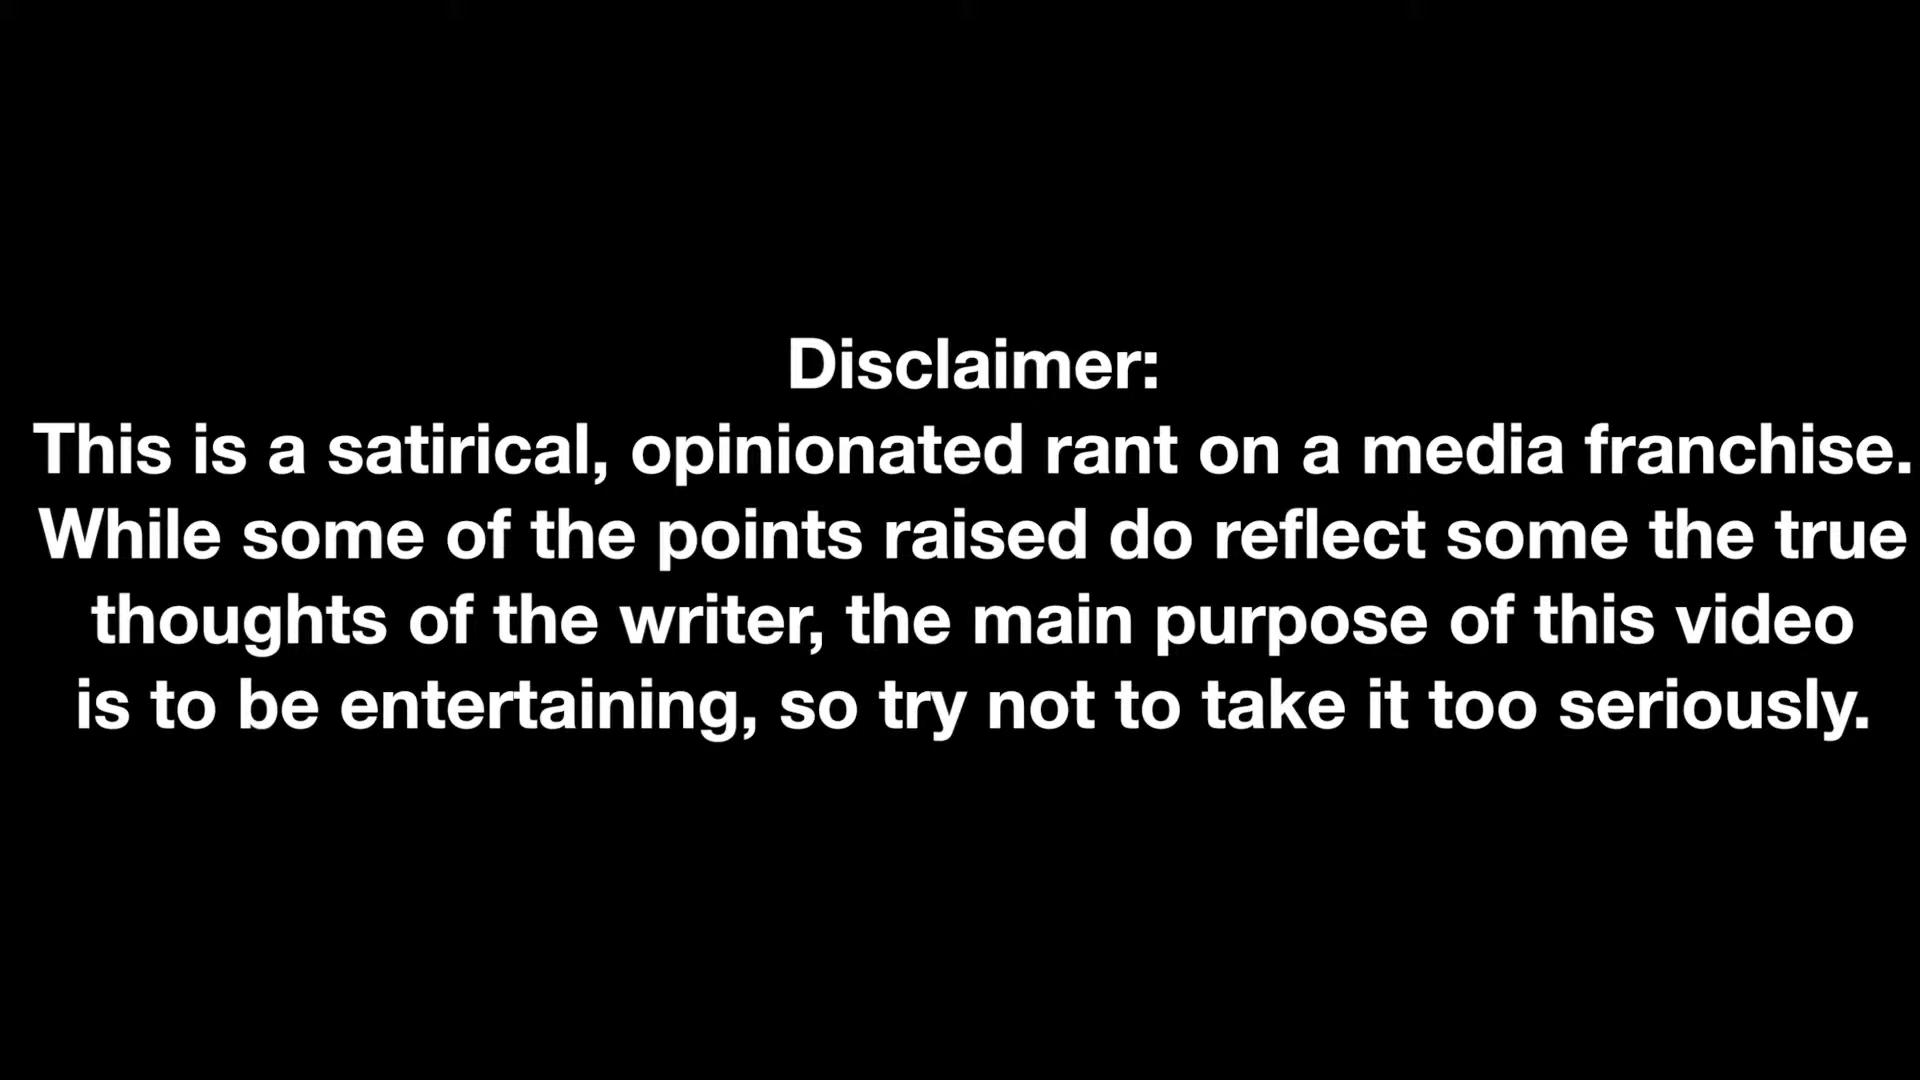 Disclaimer:
This is a satirical, opinionated rant on a media franchise.
While some of the points raised do reflect some the true
thoughts of the writer, the main purpose of this video
is to be entertaining, so try not to take it too seriously.